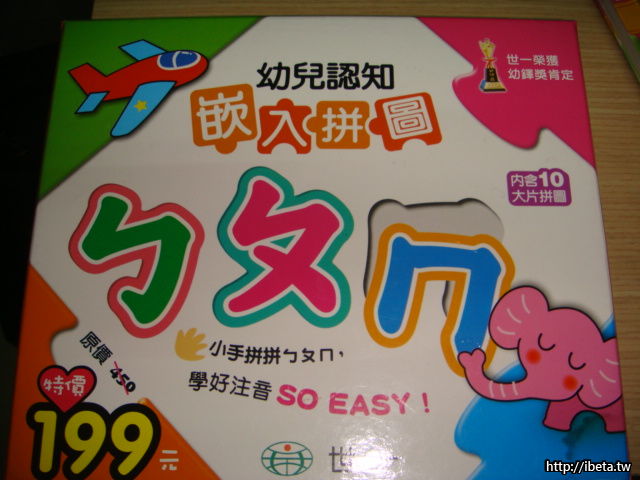 幼兒認知
嵌入拼圖
世一榮獲
幼鐸獎肯定
內含10
大片拼圖
ㄅㄆㄇ
小手拼拼ㄅㄆㄇ,
學好注音 SO EASY!
原價 450
特價
199元
世一
http://ibeta.tw